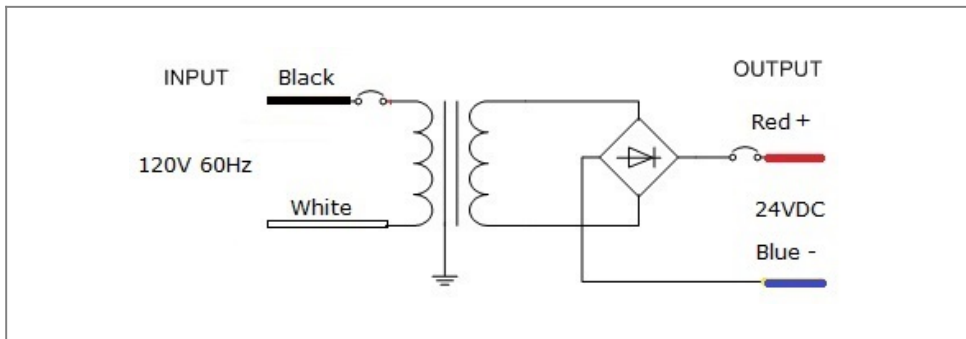 INPUT
Black
120V 60Hz
White
OUTPUT
Red +
24VDC
Blue -